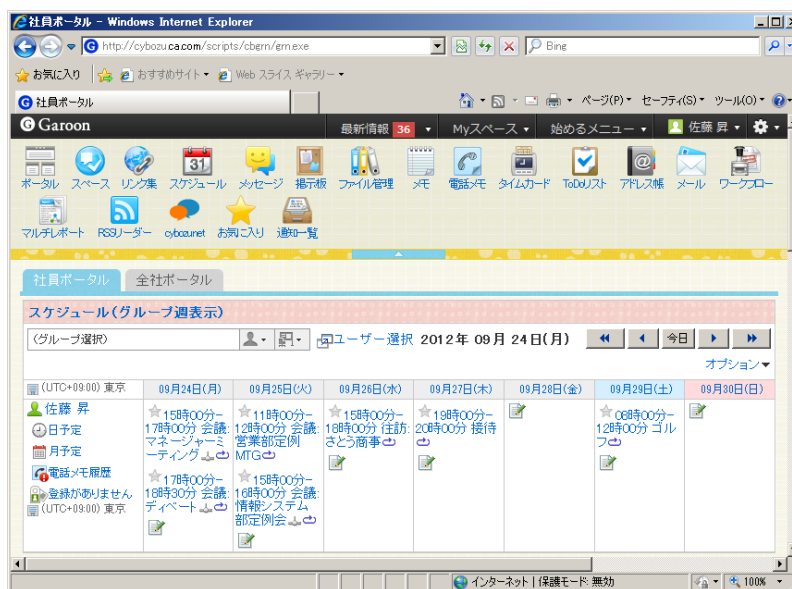 社員ポータル - Windows Internet Explorer
http://cybozu.ca.com/scripts/cbgrn/grn.exe
Bing
お気に入り おすすめサイト Web スライス ギャラリー
社員ポータル
ページ(P) セーフティ(S) ツール(O)
Garoon
最新情報 36 Myスペース 始めるメニュー 佐藤 昇
31
ポータル スペース リンク集 スケジュール メッセージ 掲示板 ファイル管理 メモ 電話メモ タイムカード ToDoリスト アドレス帳 メール ワークフロー
マルチレポート RSSリーダー cybozunet お気に入り 通知一覧
社員ポータル 全社ポータル
スケジュール(グループ週表示)
(グループ選択) ユーザー選択 2012年 09月 24日(月) 今日
オプション
(UTC+09:00) 東京 09月24日(月) 09月25日(火) 09月26日(水) 09月27日(木) 09月28日(金) 09月29日(土) 09月30日(日)
佐藤 昇
日予定
月予定
電話メモ履歴
登録がありません
(UTC+09:00) 東京
15時00分-
17時00分 会議:
マネージャーミ
ーティング
17時00分-
18時30分 会議:
ディベート
11時00分-
12時00分 会議:
営業部定例
MTG
15時00分-
16時00分 会議:
情報システム
部定例会
15時00分-
18時00分 往訪:
さとう商事
19時00分-
20時00分 接待
08時00分-
12時00分 ゴル
フ
インターネット | 保護モード: 無効
100%